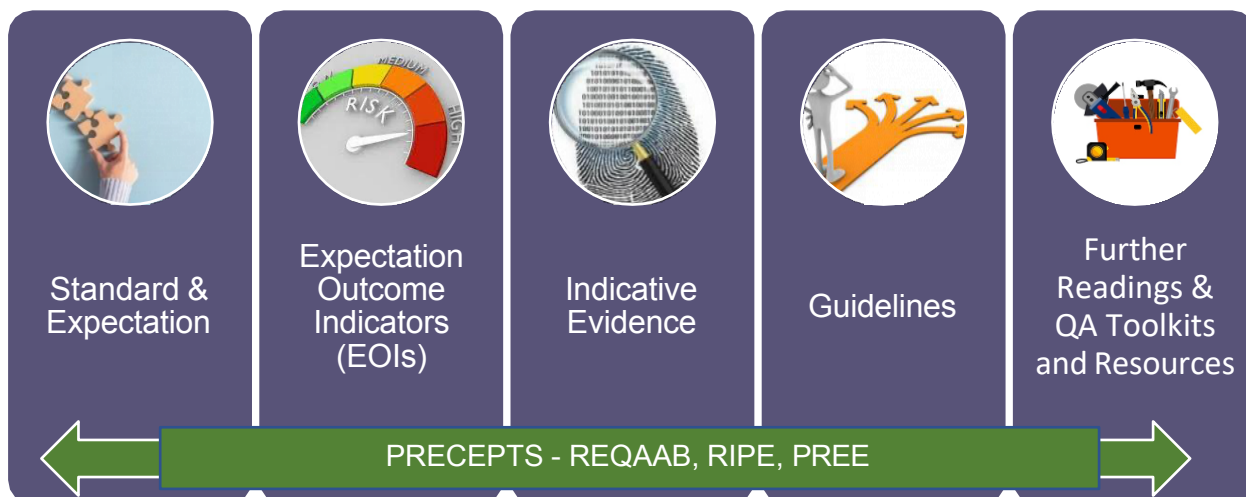 MEDIUM
RISK
HIGH
Standard &
Expectation
Expectation
Outcome
Indicators
(EOIs)
Indicative
Evidence
Guidelines
Further
Readings &
QA Toolkits
and Resources
PRECEPTS - REQAAB, RIPE, PREE